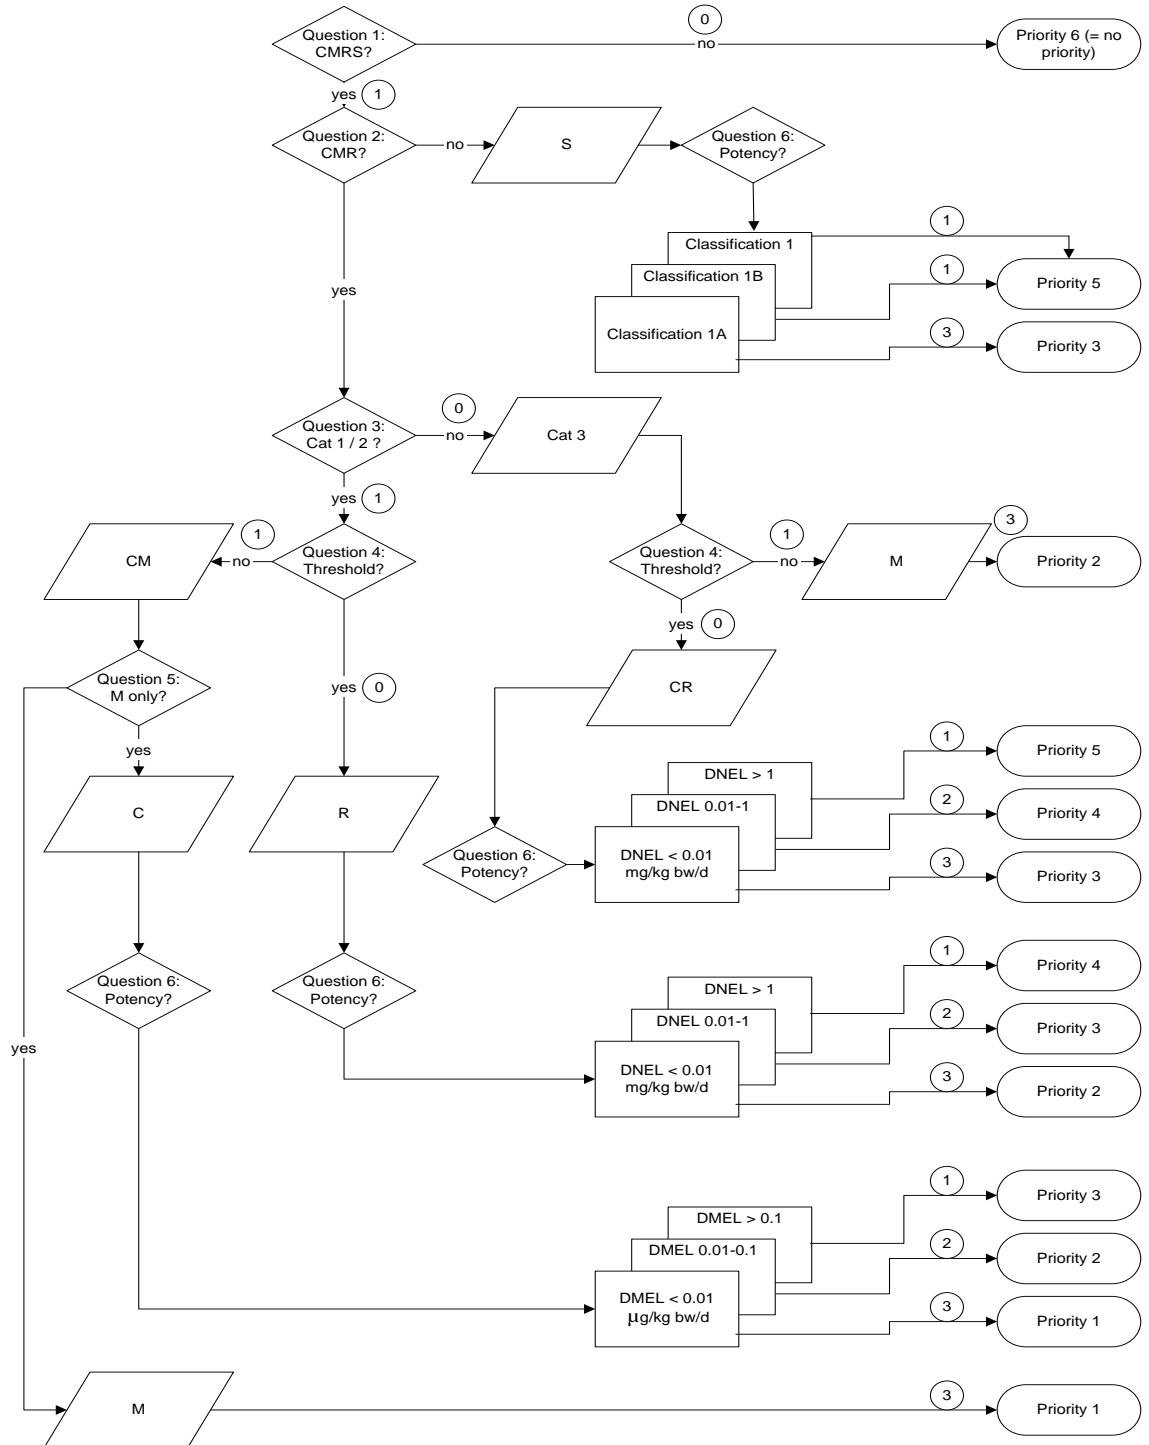 0
Question 1:
CMRS?
no
Priority 6 (= no
priority)
yes 1
Question 2:
CMR?
no
S
Question 6:
Potency?
1
Classification 1
Classification 1B
1
Priority 5
yes
Classification 1A
3
Priority 3
0
Question 3:
Cat 1 / 2 ?
no
Cat 3
yes 1
CM
1
no
Question 4:
Threshold?
Question 4:
Threshold?
1
no
M
3
Priority 2
yes 0
Question 5:
M only?
yes 0
CR
yes
1
Priority 5
DNEL > 1
C
R
DNEL 0.01-1
2
Priority 4
Question 6:
Potency?
DNEL < 0.01
mg/kg bw/d
3
Priority 3
1
Priority 4
Question 6:
Potency?
Question 6:
Potency?
DNEL > 1
DNEL 0.01-1
2
Priority 3
yes
DNEL < 0.01
mg/kg bw/d
3
Priority 2
1
Priority 3
DMEL > 0.1
DMEL 0.01-0.1
2
Priority 2
DMEL < 0.01
μg/kg bw/d
3
Priority 1
M
3
Priority 1